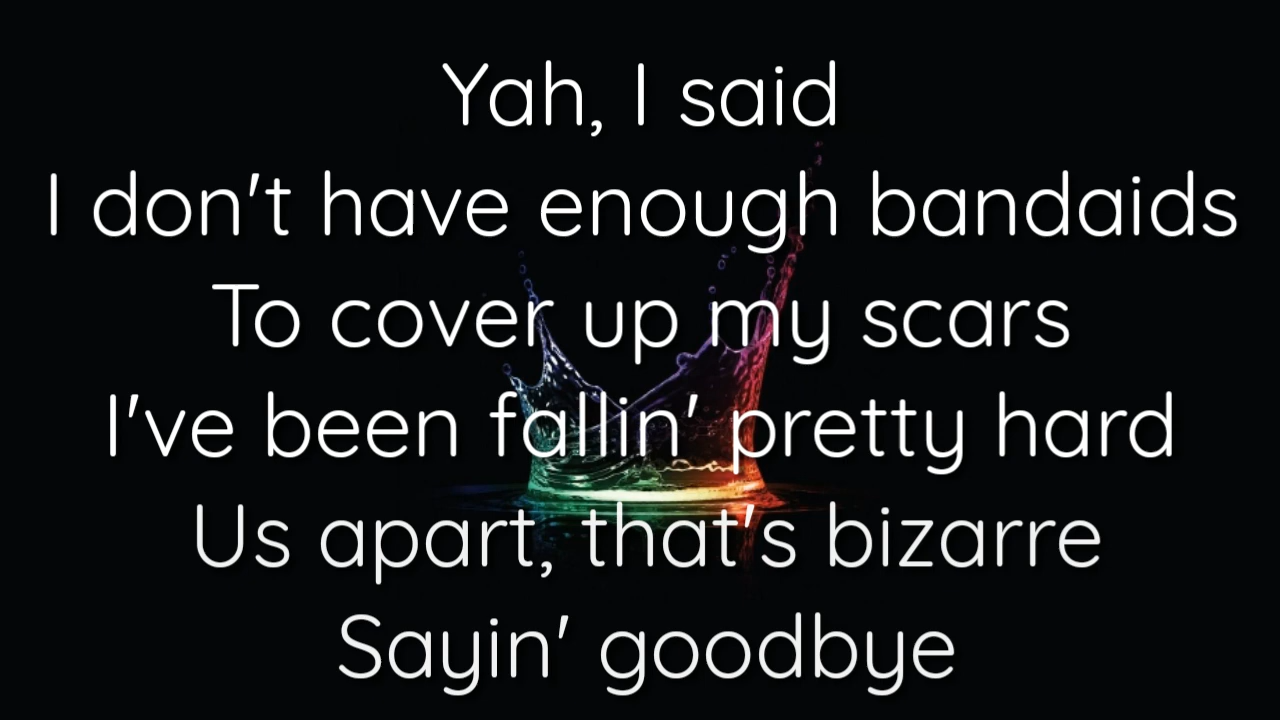 Yah, I said
I don't have enough bandaids
To cover up my scars
I've been fallin' pretty hard
Us apart, that's bizarre
Sayin' goodbye